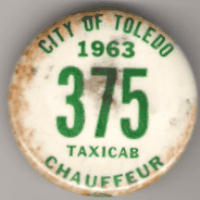 CITY OF TOLEDO
1963
375
TAXICAB
CHAUFFEUR